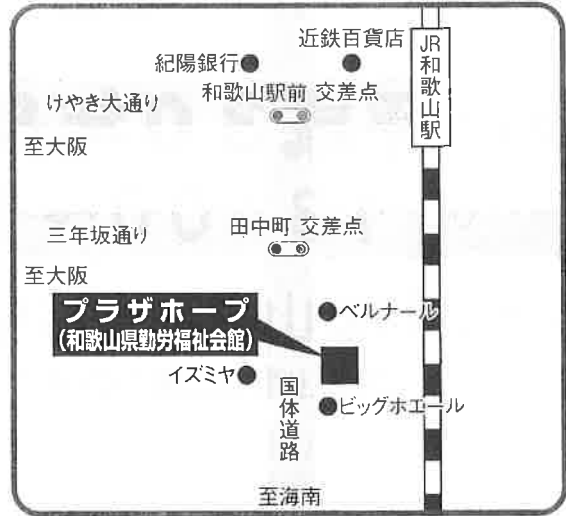 近鉄百貨店
紀陽銀行
JR和歌山駅
和歌山駅前 交差点
けやき大通り
至大阪
田中町 交差点
三年坂通り
至大阪
プラザホープ
(和歌山県勤労福祉会館)
ベルナール
イズミヤ
国体道路
ビッグホエール
至海南